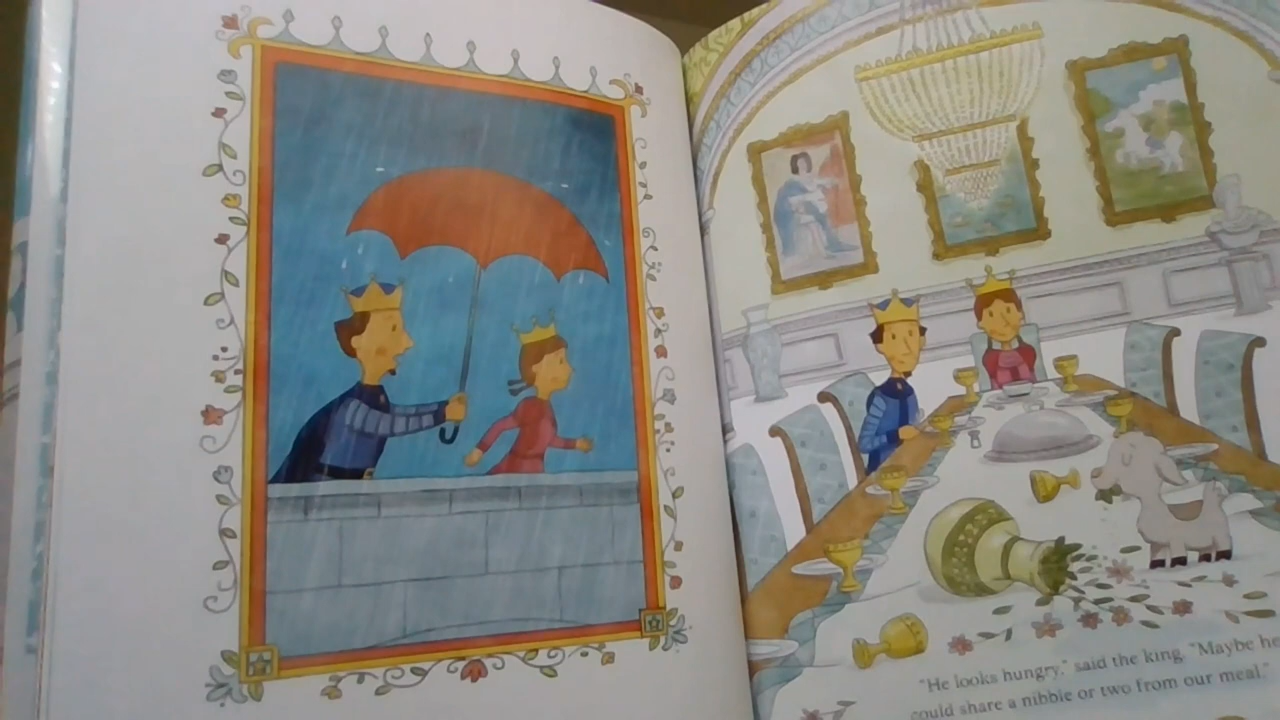 "He looks hungry," said the king. "Maybe he
could share a nibble or two from our meal."